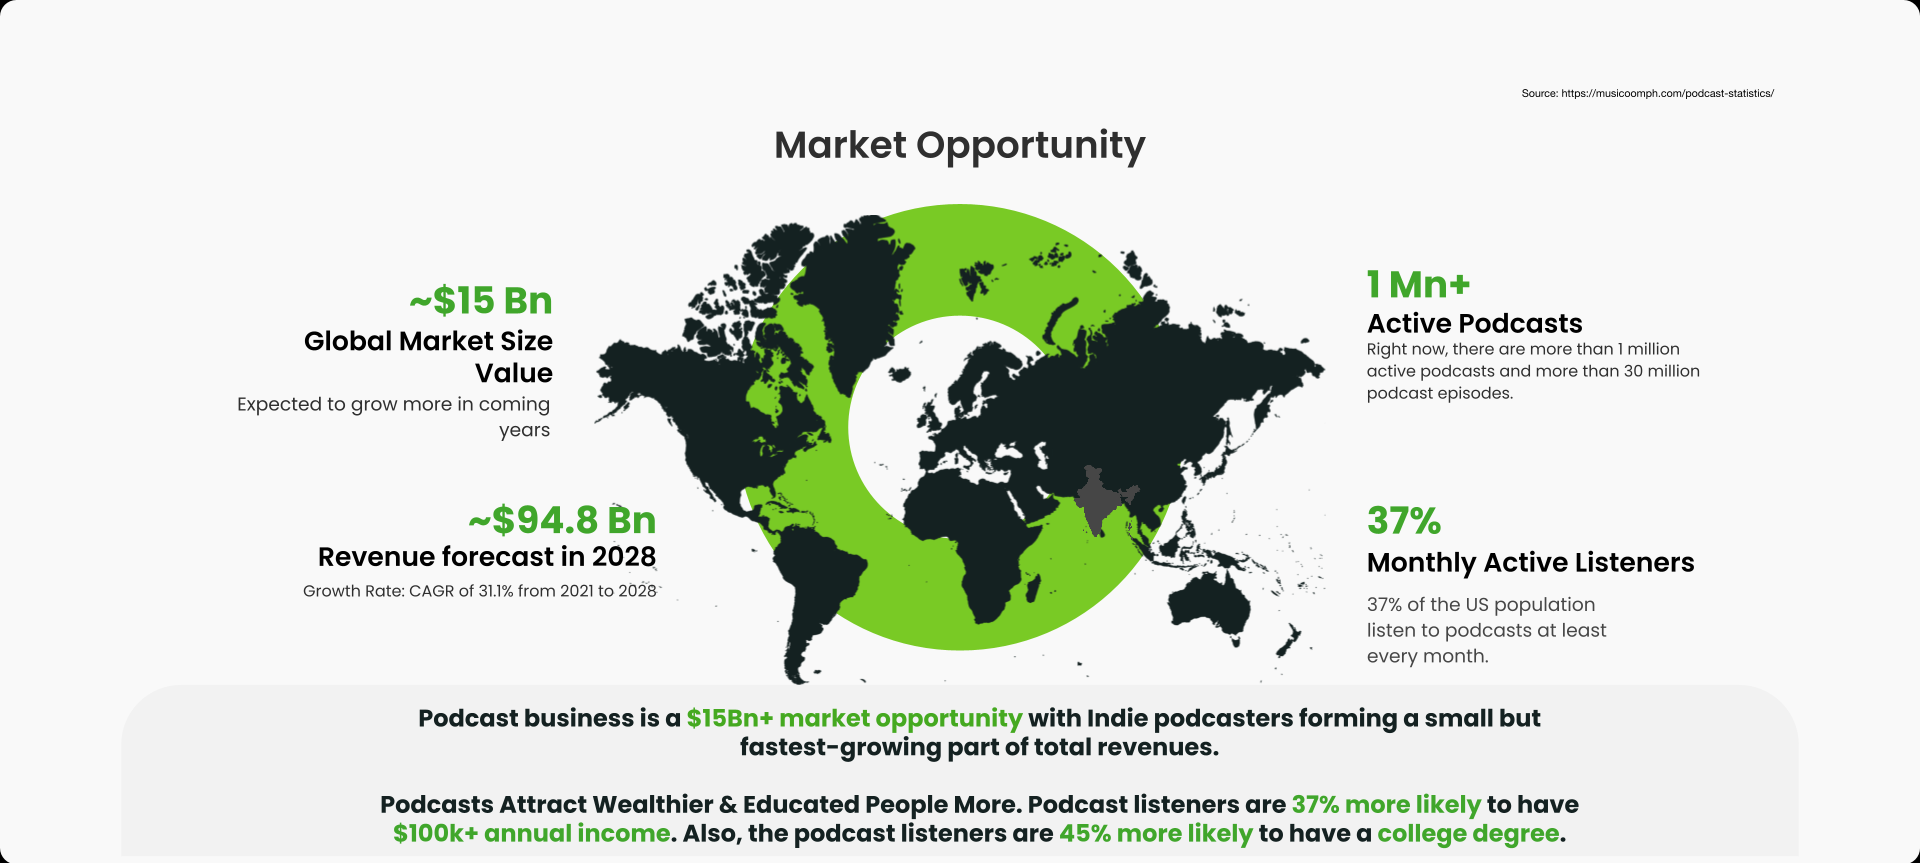 Source: https://musicoomph.com/podcast-statistics/
Market Opportunity
~$15 Bn
Global Market Size
Value
Expected to grow more in coming
years
~$94.8 Bn
Revenue forecast in 2028
Growth Rate: CAGR of 31.1% from 2021 to 2028
1 Mn+
Active Podcasts
Right now, there are more than 1 million
active podcasts and more than 30 million
podcast episodes.
37%
Monthly Active Listeners
37% of the US population
listen to podcasts at least
every month.
Podcast business is a $15Bn+ market opportunity with Indie podcasters forming a small but
fastest-growing part of total revenues.
Podcasts Attract Wealthier & Educated People More. Podcast listeners are 37% more likely to have
$100k+ annual income. Also, the podcast listeners are 45% more likely to have a college degree.